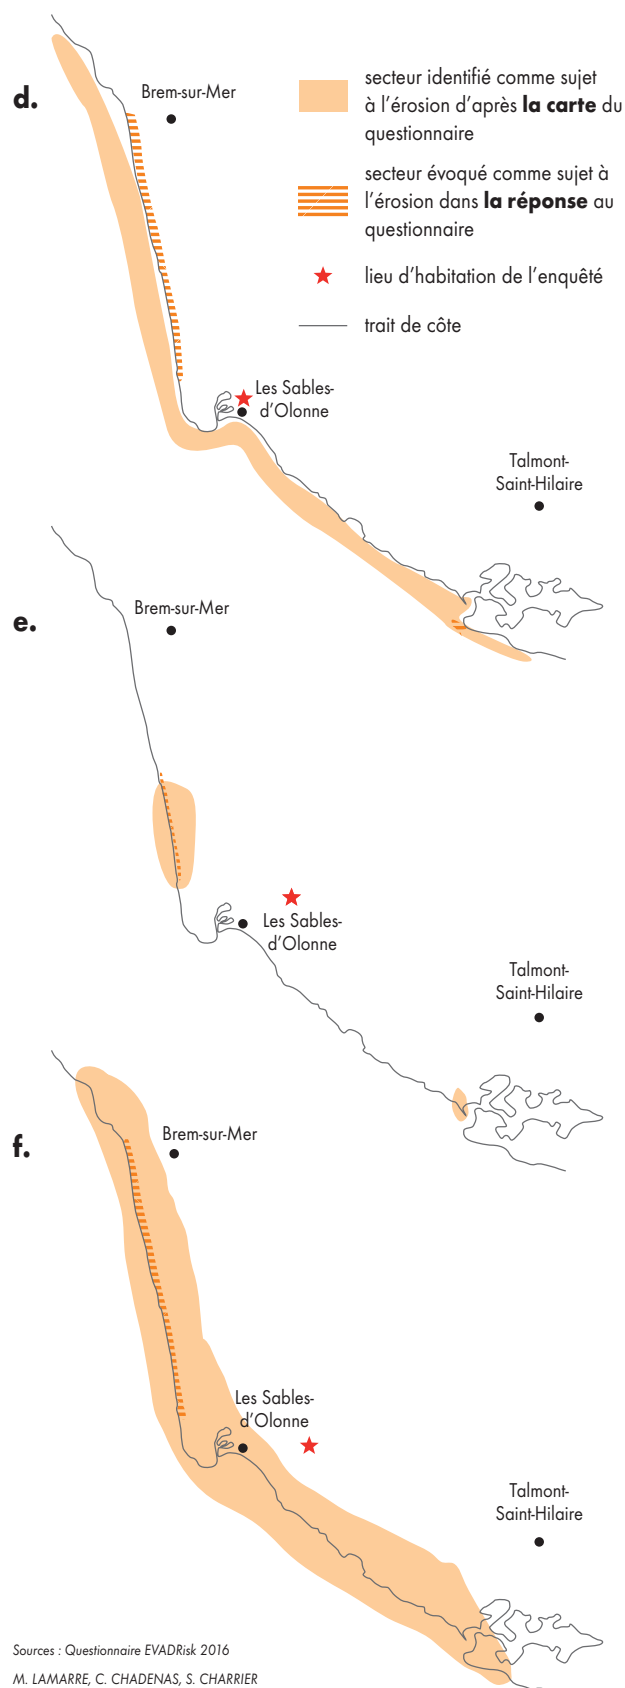 d.
Brem-sur-Mer
secteur identifié comme sujet
à l'érosion d'après la carte du
questionnaire
secteur évoqué comme sujet à
l'érosion dans la réponse au
questionnaire
lieu d'habitation de l'enquêté
trait de côte
Les Sables-
d'Olonne
Talmont-
Saint-Hilaire
e.
Brem-sur-Mer
Les Sables-
d'Olonne
Talmont-
Saint-Hilaire
f.
Brem-sur-Mer
Les Sables-
d'Olonne
Talmont-
Saint-Hilaire
Sources : Questionnaire EVADRisk 2016
M. LAMARRE, C. CHADENAS, S. CHARRIER